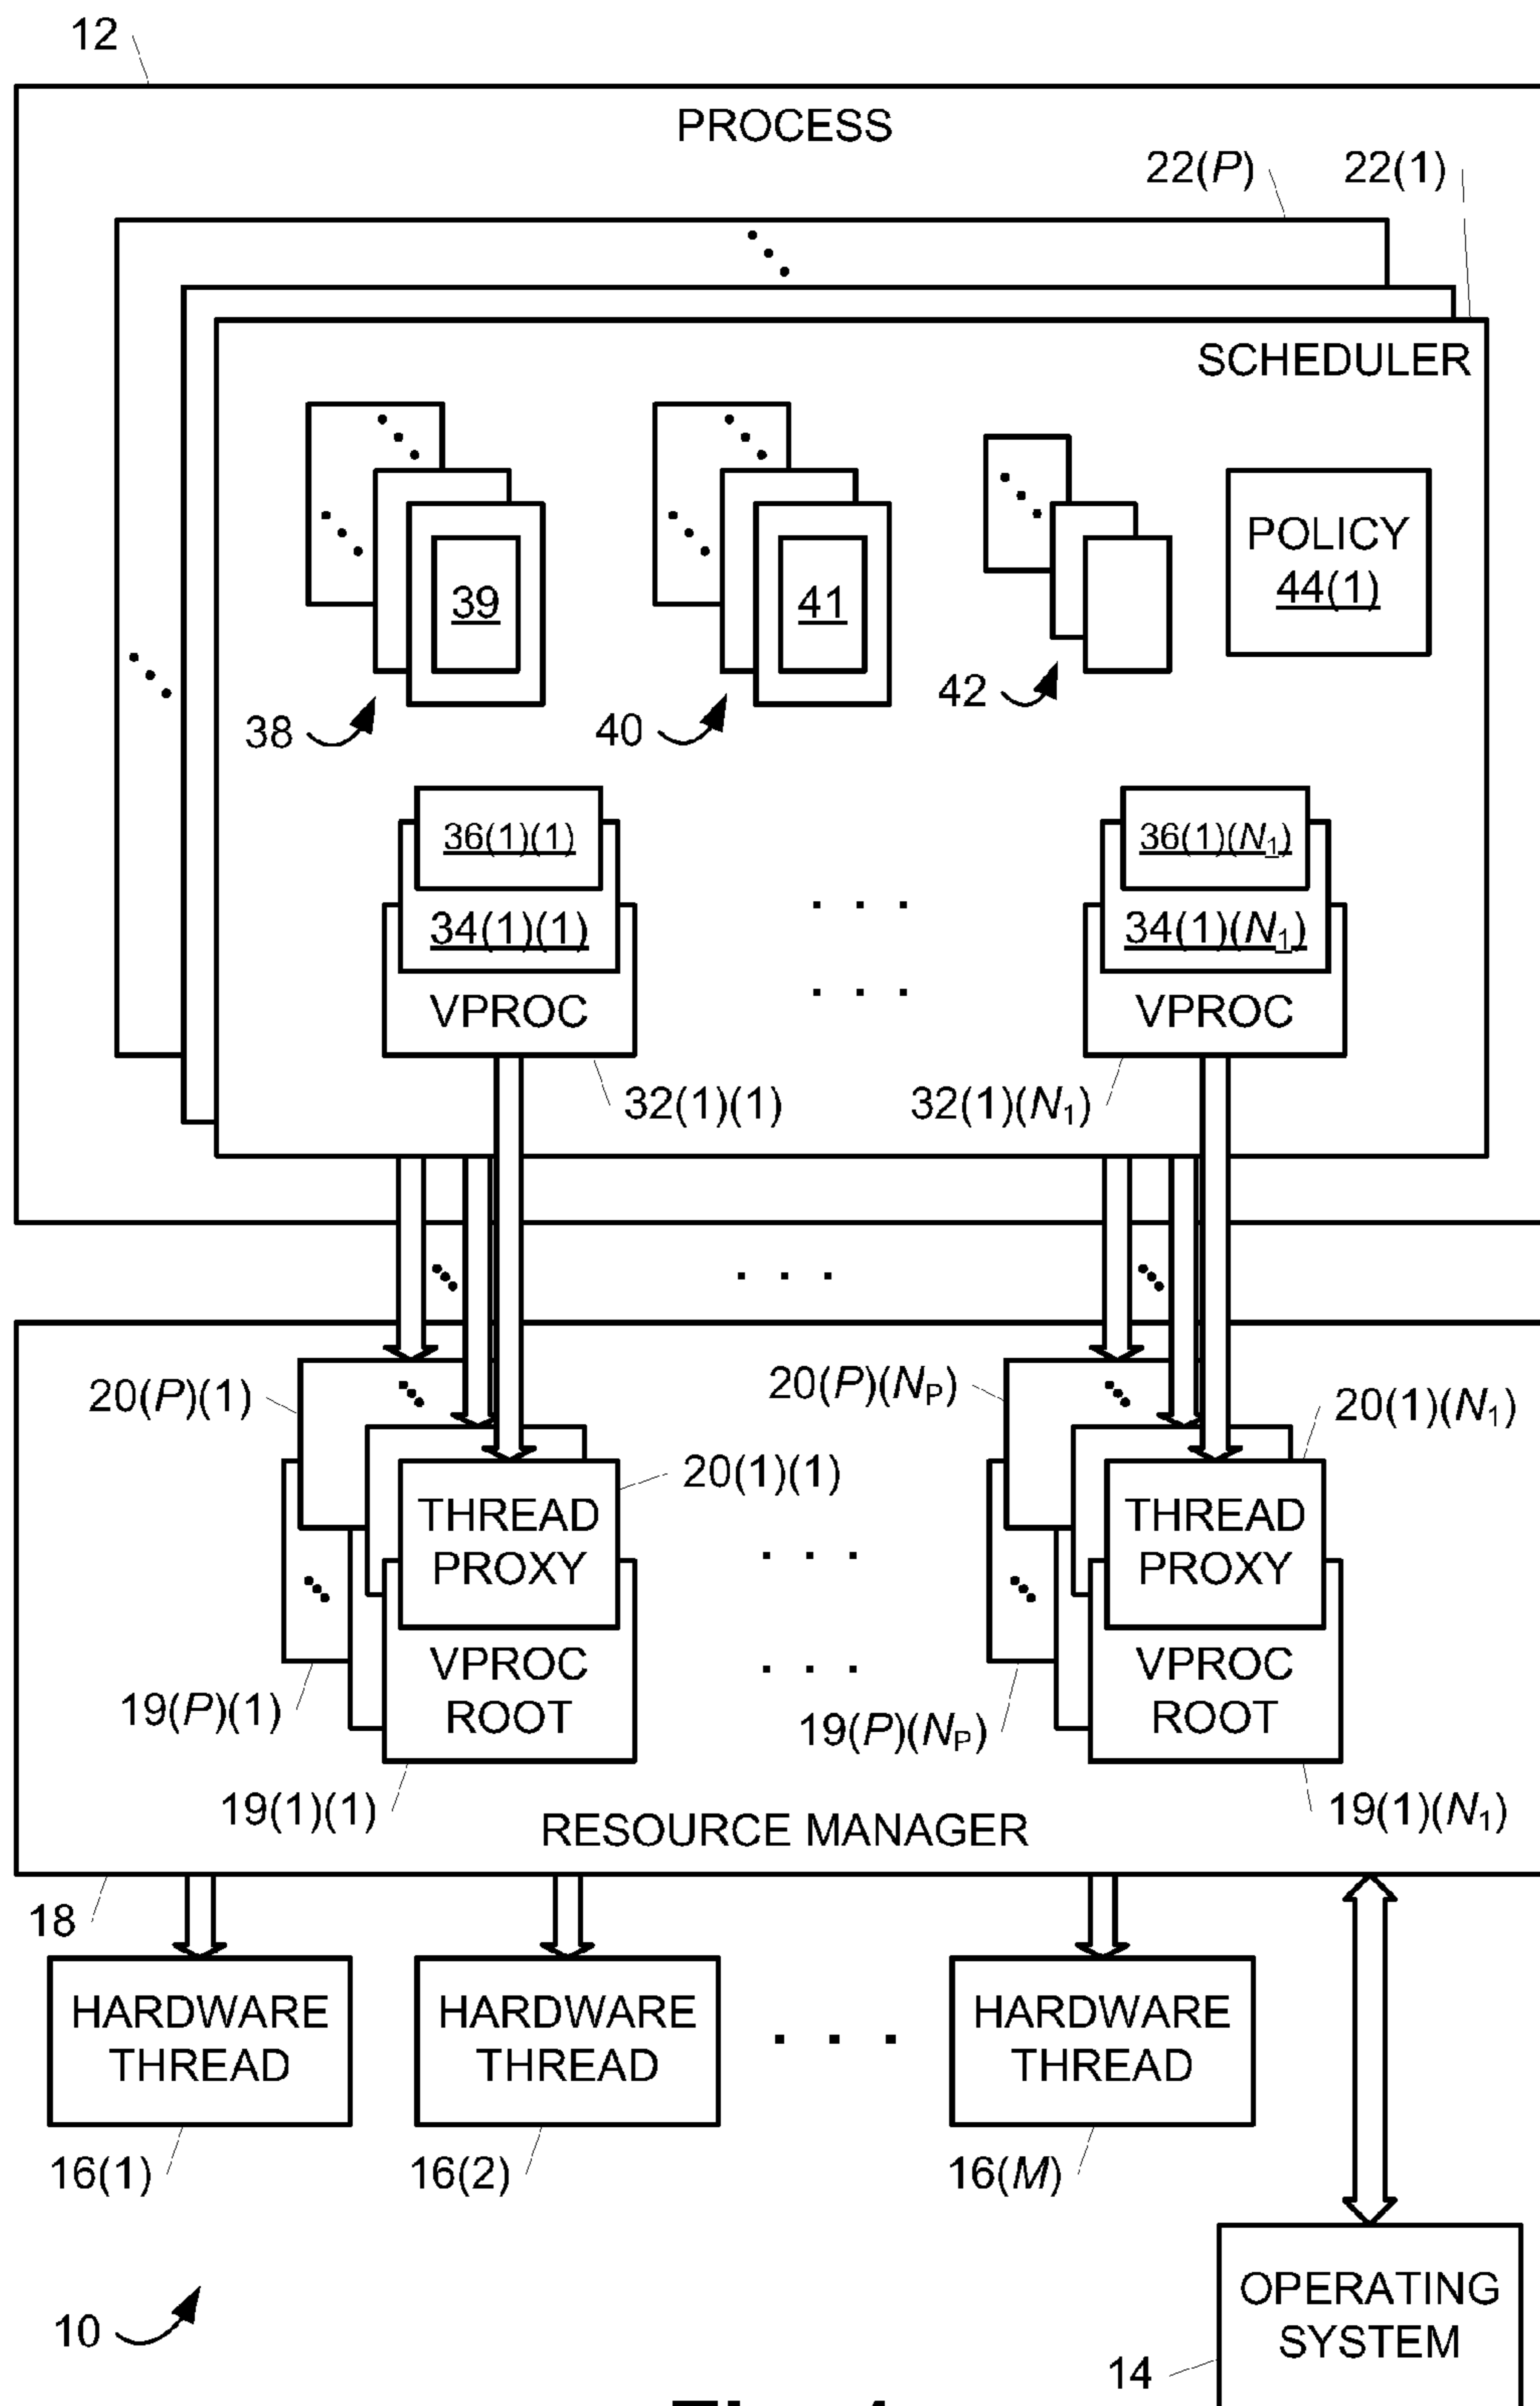 12
PROCESS
22(P)
22(1)
SCHEDULER
39
41
POLICY
44(1)
38
40
42
36(1)(1)
36(1)(N₁)
34(1)(1)
34(1)(N₁)
VPROC
VPROC
32(1)(1)
32(1)(N₁)
20(P)(1)
20(P)(Nₚ)
20(1)(N₁)
20(1)(1)
THREAD
PROXY
THREAD
PROXY
VPROC
ROOT
VPROC
ROOT
19(P)(1)
19(P)(Nₚ)
19(1)(1)
19(1)(N₁)
RESOURCE MANAGER
18
HARDWARE
THREAD
HARDWARE
THREAD
HARDWARE
THREAD
16(1)
16(2)
16(M)
10
OPERATING
SYSTEM
14